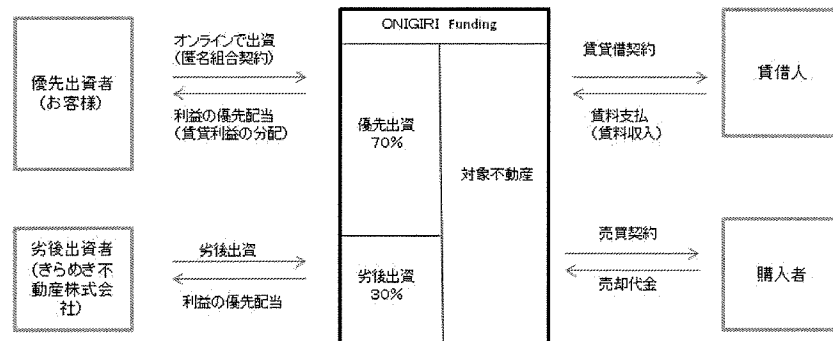 ONIGIRI Funding
優先出資者
(お客様)
オンラインで出資
(匿名組合契約)
利益の優先配当
(賃貸利益の分配)
優先出資
70%
対象不動産
賃貸借契約
賃料支払
(賃料収入)
賃借人
劣後出資者
(きらめき不
動産株式会
社)
劣後出資
利益の優先配当
劣後出資
30%
売買契約
売却代金
購入者